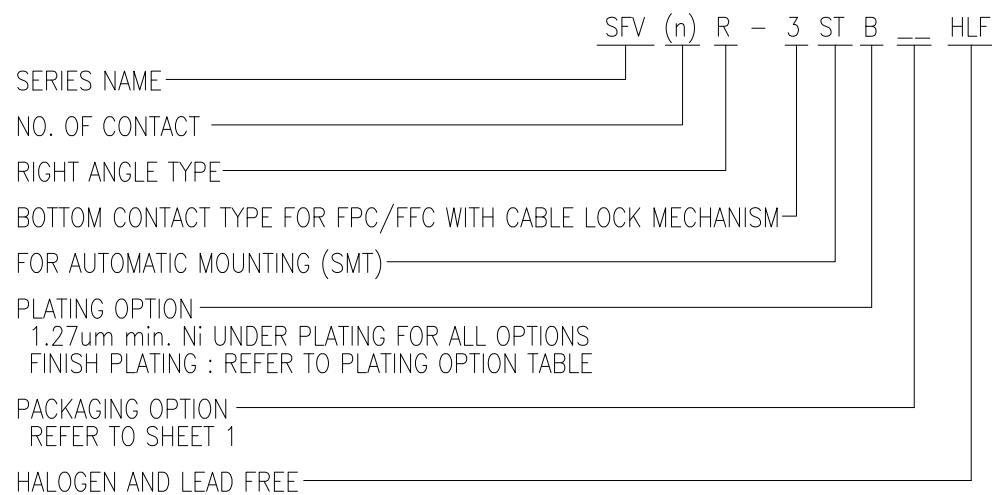 SFV (n) R - 3 ST B __ HLF
SERIES NAME
NO. OF CONTACT
RIGHT ANGLE TYPE
BOTTOM CONTACT TYPE FOR FPC/FFC WITH CABLE LOCK MECHANISM
FOR AUTOMATIC MOUNTING (SMT)
PLATING OPTION
1.27um min. Ni UNDER PLATING FOR ALL OPTIONS
FINISH PLATING : REFER TO PLATING OPTION TABLE
PACKAGING OPTION
REFER TO SHEET 1
HALOGEN AND LEAD FREE